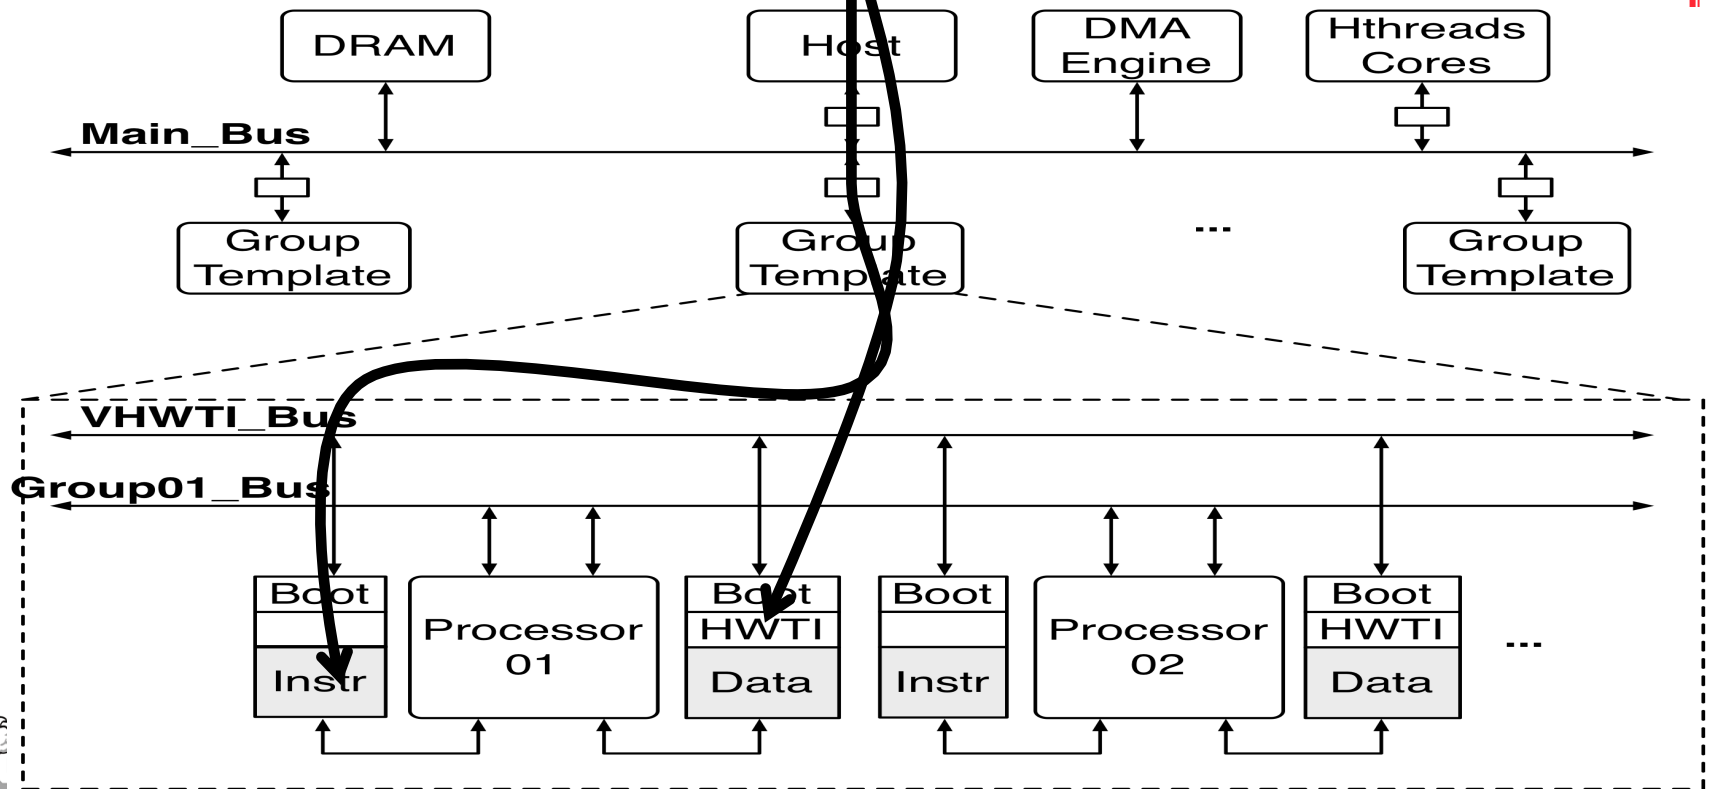 DRAM
Host
DMA
Engine
Hthreads
Cores
Main_Bus
Group
Template
Group
Template
...
Group
Template
VHWTI_Bus
Group01_Bus
Boot
Instr
Processor
01
Boot
HWTI
Data
Boot
Instr
Processor
02
Boot
HWTI
Data
...